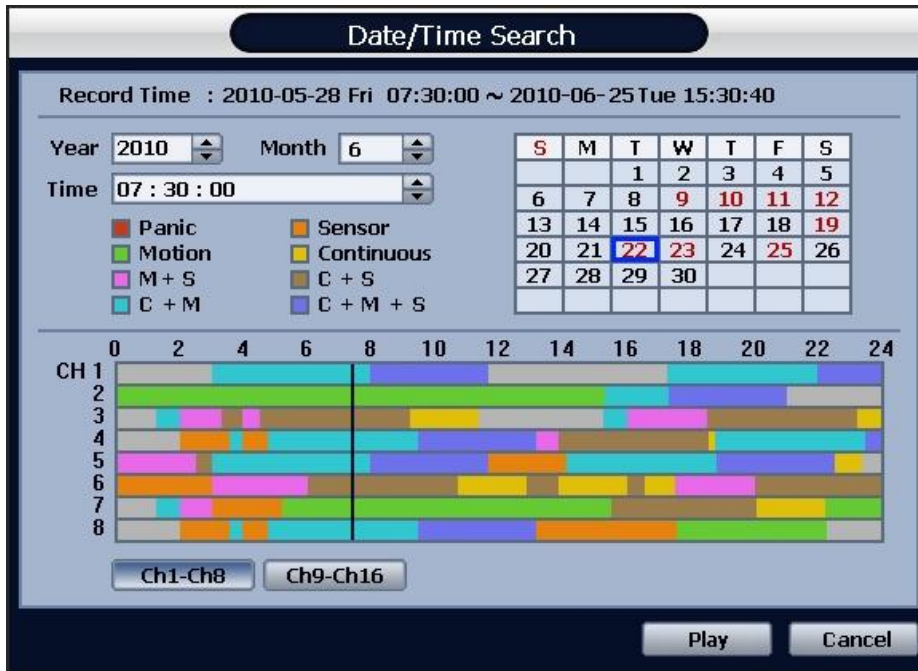 Date/Time Search
Record Time : 2010-05-28 Fri 07:30:00 ~ 2010-06-25Tue 15:30:40
Year 2010 Month 6
Time 07 : 30 : 00
Panic Sensor
Motion Continuous
M + S C + S
C + M C + M + S
S M T W T F S
1 2 3 4 5
6 7 8 9 10 11 12
13 14 15 16 17 18 19
20 21 22 23 24 25 26
27 28 29 30
0 2 4 6 8 10 12 14 16 18 20 22 24
CH 1
2
3
4
5
6
7
8
Ch1-Ch8 Ch9-Ch16
Play Cancel